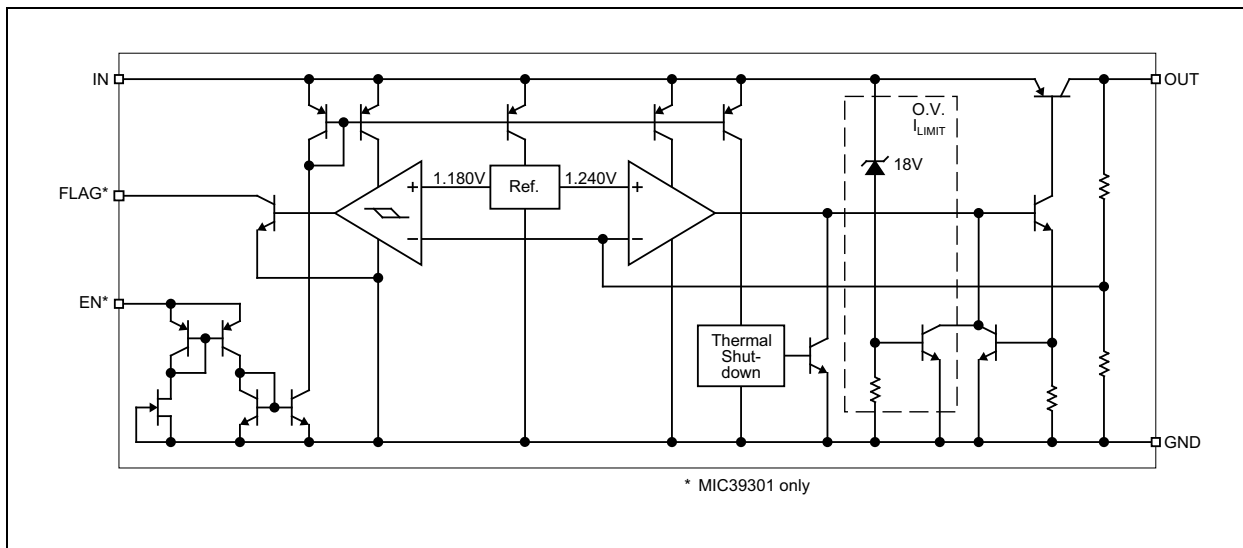 IN
OUT
O.V.
ILIMIT
18V
FLAG*
1.180V
Ref.
1.240V
+
+
−
−
EN*
Thermal
Shut-
down
GND
* MIC39301 only